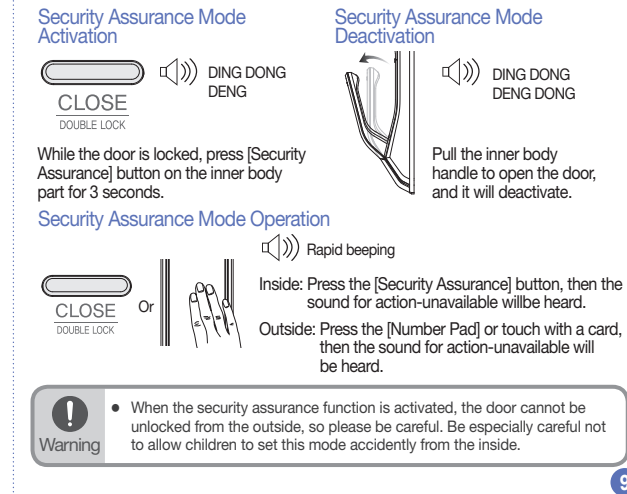 Security Assurance Mode
Activation
DING DONG
DENG
CLOSE
DOUBLE LOCK
While the door is locked, press [Security
Assurance] button on the inner body
part for 3 seconds.
Security Assurance Mode
Deactivation
DING DONG
DENG DONG
Pull the inner body
handle to open the door,
and it will deactivate.
Security Assurance Mode Operation
Rapid beeping
CLOSE
DOUBLE LOCK
Or
Inside: Press the [Security Assurance] button, then the
sound for action-unavailable willbe heard.
Outside: Press the [Number Pad] or touch with a card,
then the sound for action-unavailable will
be heard.
Warning
• When the security assurance function is activated, the door cannot be
unlocked from the outside, so please be careful. Be especially careful not
to allow children to set this mode accidently from the inside.
9